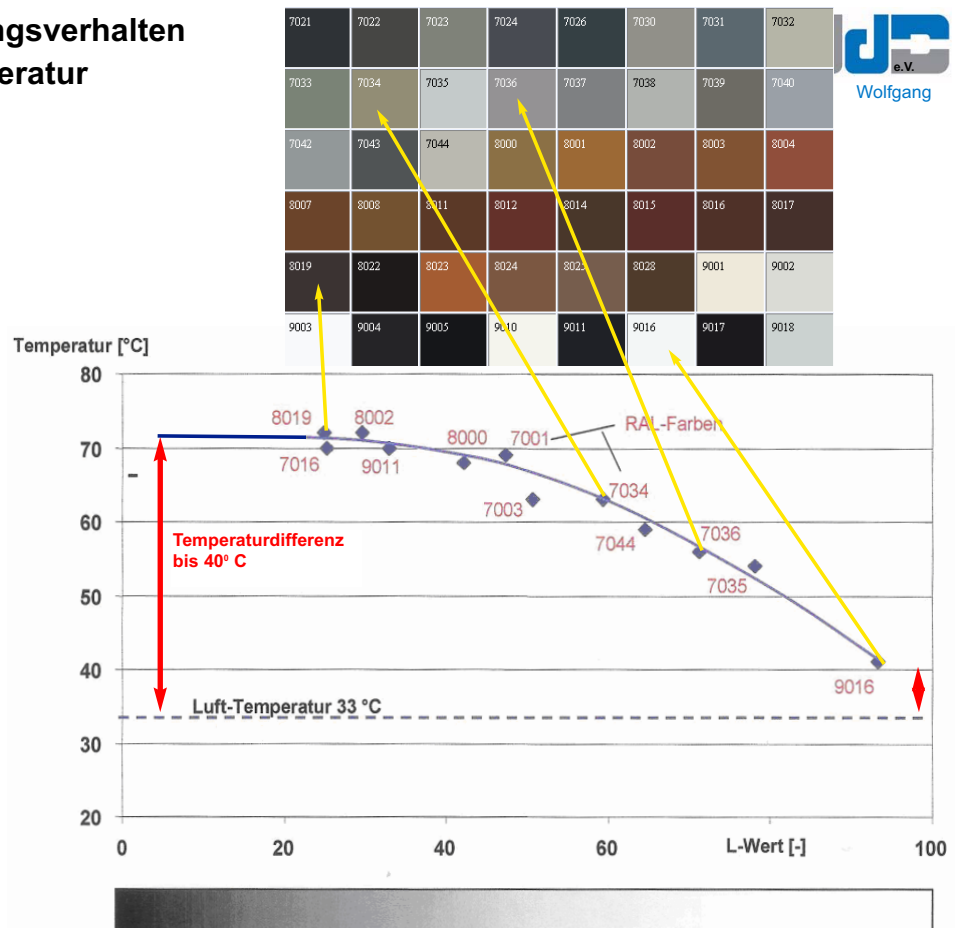 ngsverhalten
eratur
7021 7022 7023 7024 7026 7030 7031 7032
7033 7034 7035 7036 7037 7038 7039 7040
7042 7043 7044 8000 8001 8002 8003 8004
8007 8008 8011 8012 8014 8015 8016 8017
8019 8022 8023 8024 8025 8028 9001 9002
9003 9004 9005 9010 9011 9016 9017 9018
e.V.
Wolfgang
Temperatur [°C]
80
70
60
50
40
30
20
8019 8002
7016 9011
8000 7001
RAL-Farben
7003
7034
7044
7036
7035
9016
Temperaturdifferenz
bis 40° C
Luft-Temperatur 33 °C
0 20 40 60 L-Wert [-] 100